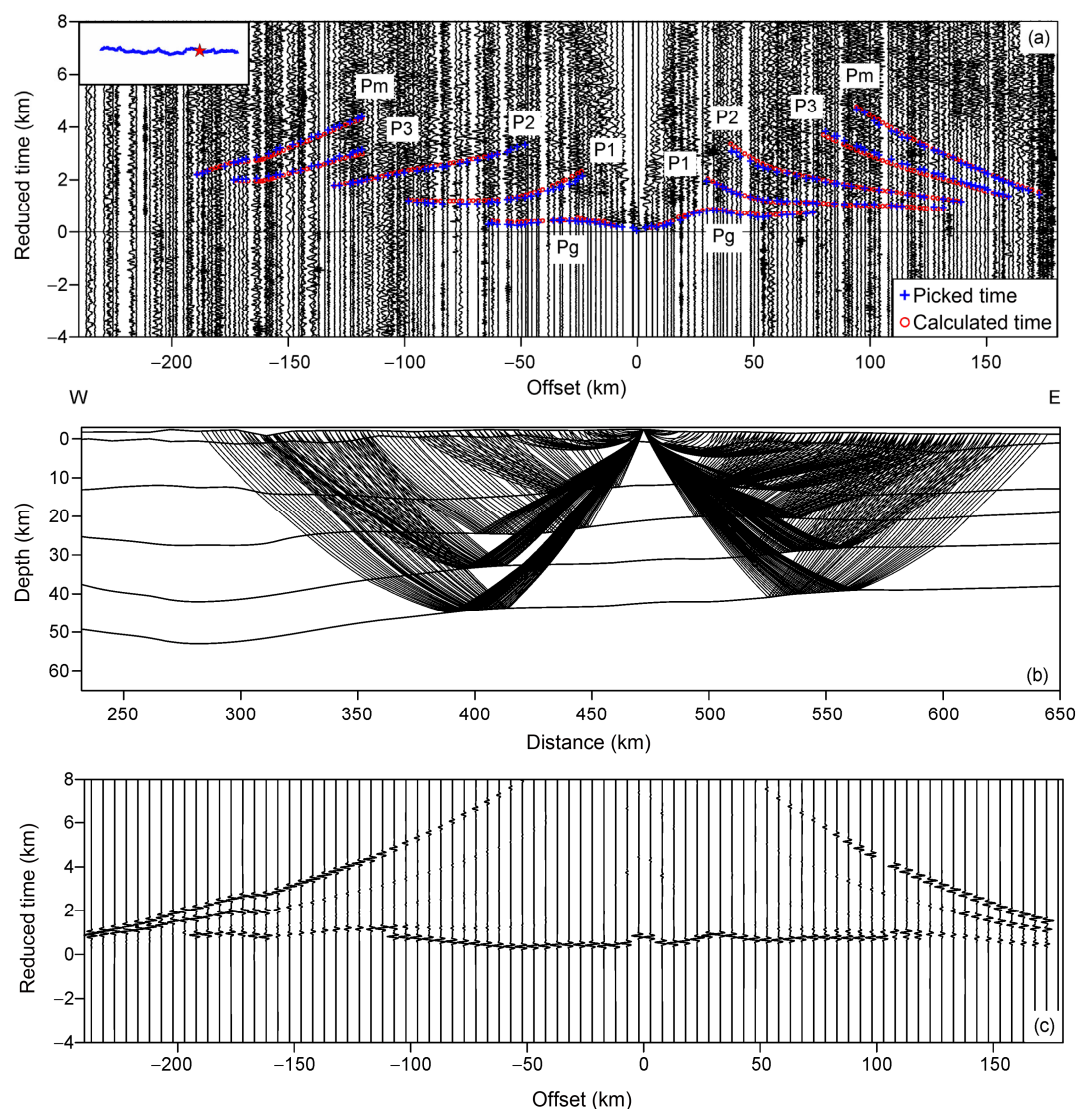 (a)
8
6
4
2
0
−2
−4
Reduced time (km)
Pm
P3
P2
P1
Pg
P1
P2
P3
Pm
Pg
Picked time
Calculated time
−200 −150 −100 −50 0 50 100 150
Offset (km)
W E
0
10
20
30
40
50
60
Depth (km)
(b)
250 300 350 400 450 500 550 600 650
Distance (km)
8
6
4
2
0
−2
−4
Reduced time (km)
(c)
−200 −150 −100 −50 0 50 100 150
Offset (km)